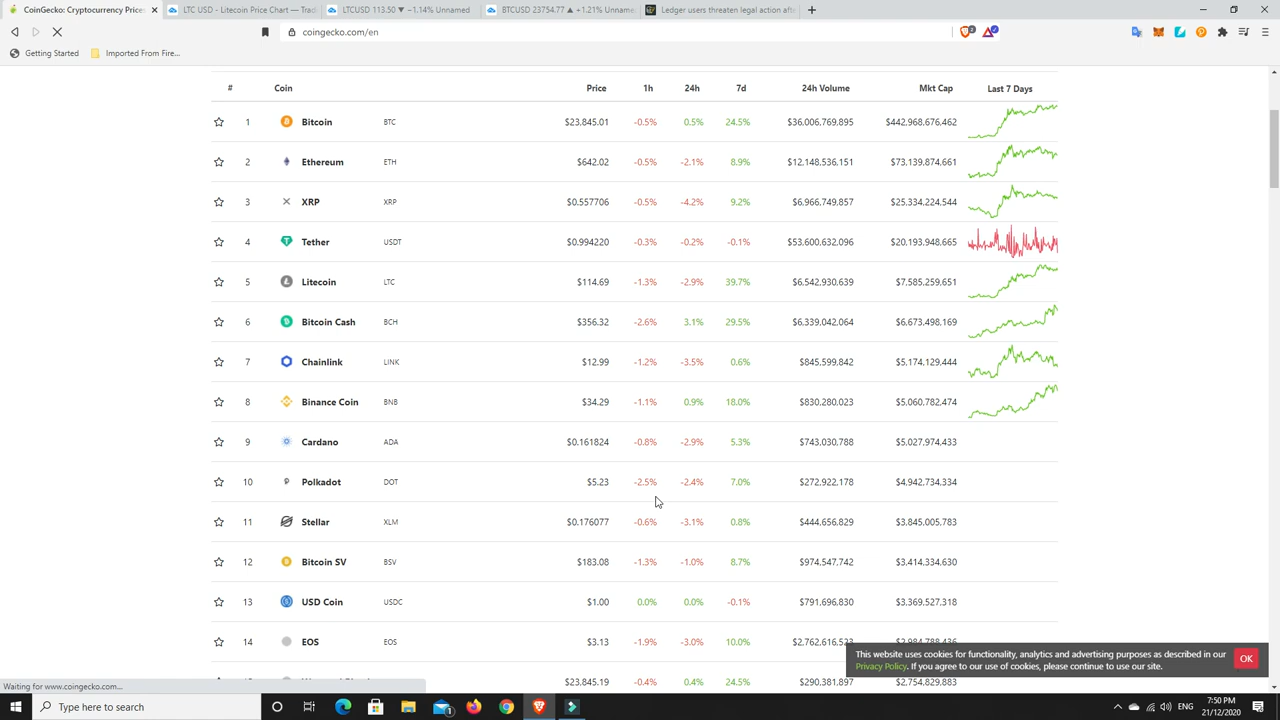 CoinGecko: Cryptocurrency Prices
LTC USD - Litecoin Price Chart — Trad
LTCUSD 113.50 ▼ −1.14% Unnamed
BTCUSD 23754.77 ▲ +1.21% Unname
Ledger users threaten legal action afte
coingecko.com/en
Getting Started
Imported From Fire...
# Coin Price 1h 24h 7d 24h Volume Mkt Cap Last 7 Days
1 Bitcoin BTC $23,845.01 -0.5% 0.5% 24.5% $36,006,769,895 $442,968,676,462
2 Ethereum ETH $642.02 -0.5% -2.1% 8.9% $12,148,536,151 $73,139,874,661
3 XRP XRP $0.557706 -0.5% -4.2% 9.2% $6,966,749,857 $25,334,224,544
4 Tether USDT $0.994220 -0.3% -0.2% -0.1% $53,600,632,096 $20,193,948,665
5 Litecoin LTC $114.69 -1.3% -2.9% 39.7% $6,542,930,639 $7,585,259,651
6 Bitcoin Cash BCH $356.32 -2.6% 3.1% 29.5% $6,339,042,064 $6,673,498,169
7 Chainlink LINK $12.99 -1.2% -3.5% 0.6% $845,599,842 $5,174,129,444
8 Binance Coin BNB $34.29 -1.1% 0.9% 18.0% $830,280,023 $5,060,782,474
9 Cardano ADA $0.161824 -0.8% -2.9% 5.3% $743,030,788 $5,027,974,433
10 Polkadot DOT $5.23 -2.5% -2.4% 7.0% $272,922,178 $4,942,734,334
11 Stellar XLM $0.176077 -0.6% -3.1% 0.8% $444,656,829 $3,845,005,783
12 Bitcoin SV BSV $183.08 -1.3% -1.0% 8.7% $974,547,742 $3,414,334,630
13 USD Coin USDC $1.00 0.0% 0.0% -0.1% $791,696,830 $3,369,527,318
14 EOS EOS $3.13 -1.9% -3.0% 10.0% $2,762,616,523 $2,984,788,436
This website uses cookies for functionality, analytics and advertising purposes as described in our
Privacy Policy. If you agree to our use of cookies, please continue to use our site.
OK
$23,845.19 -0.4% 0.4% 24.5% $290,381,897 $2,754,829,883
Waiting for www.coingecko.com...
Type here to search
ENG
7:50 PM
21/12/2020